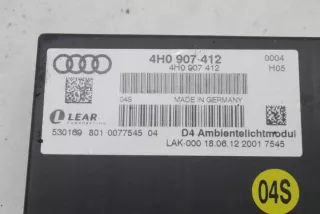 4H0 907 412 0004
4H0 907 412 H05
04S MADE IN GERMANY
LEAR
530169 801 0077545 04 D4 Ambientelichtmodul
LAK-000 18.06.12 2001 7545
04S